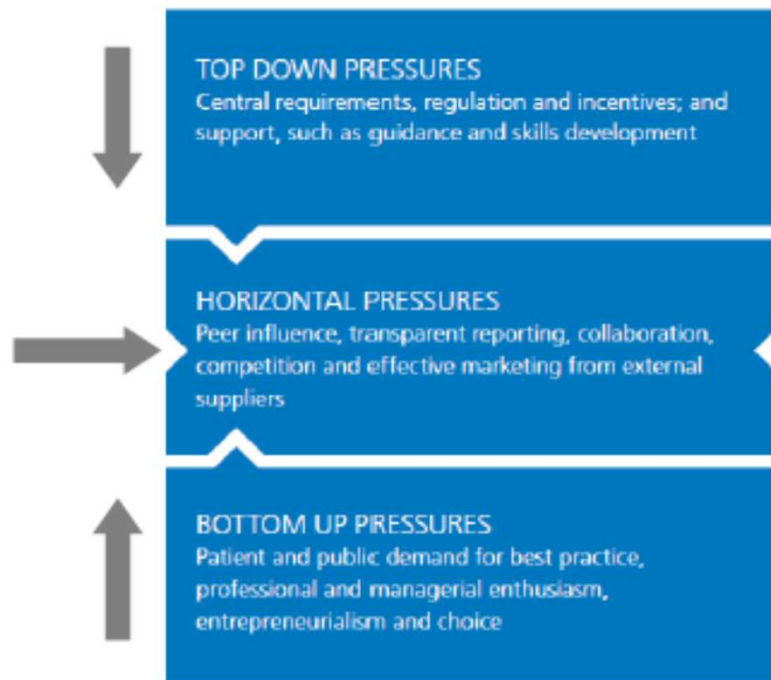 TOP DOWN PRESSURES
Central requirements, regulation and incentives; and
support, such as guidance and skills development
HORIZONTAL PRESSURES
Peer influence, transparent reporting, collaboration,
competition and effective marketing from external
suppliers
BOTTOM UP PRESSURES
Patient and public demand for best practice,
professional and managerial enthusiasm,
entrepreneurialism and choice